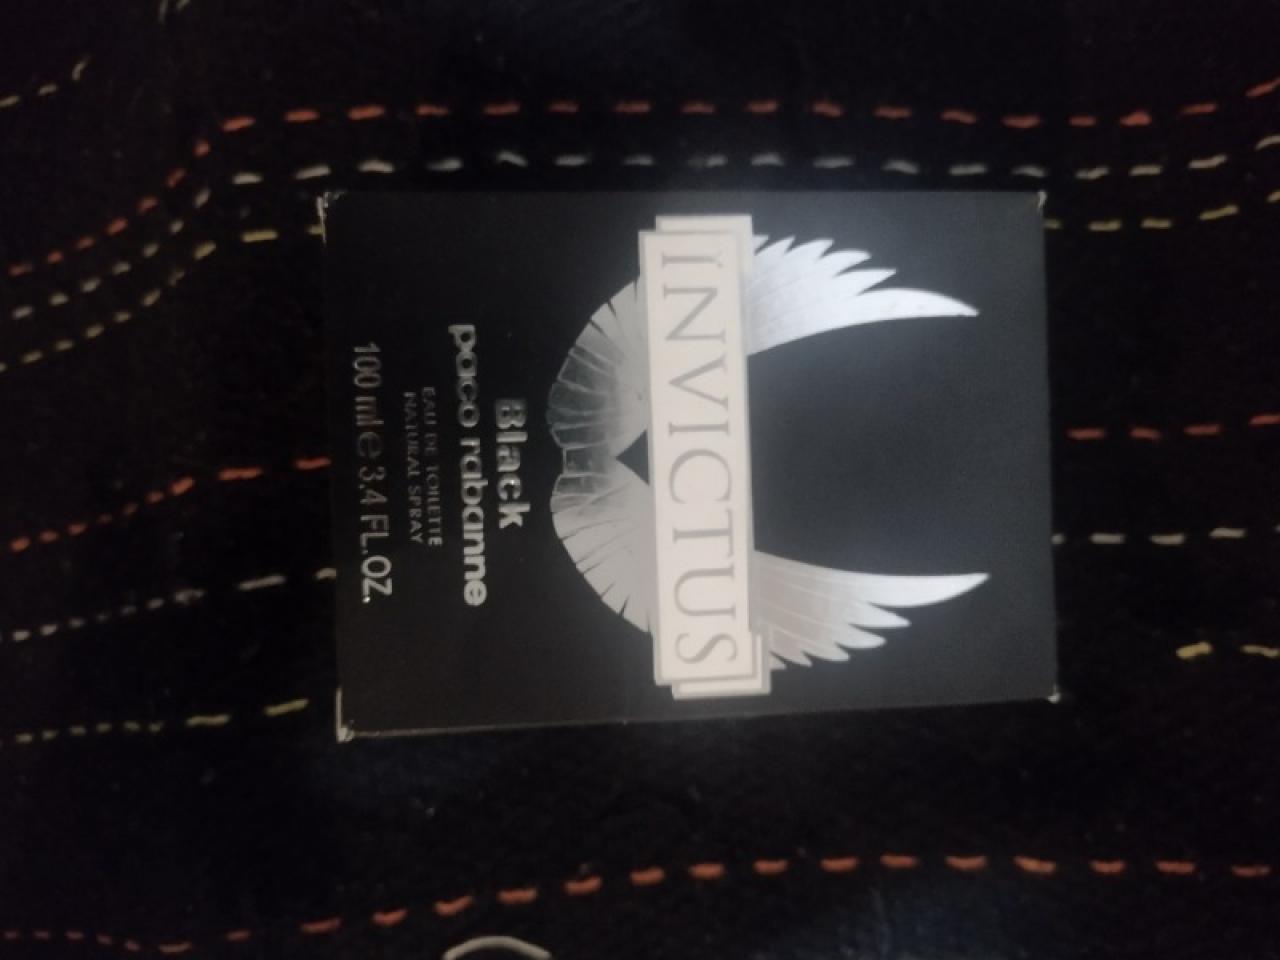 INVICTUS
Black
paco rabanne
EAU DE TOILETTE
NATURAL SPRAY
100 ml e 3.4 FL.OZ.